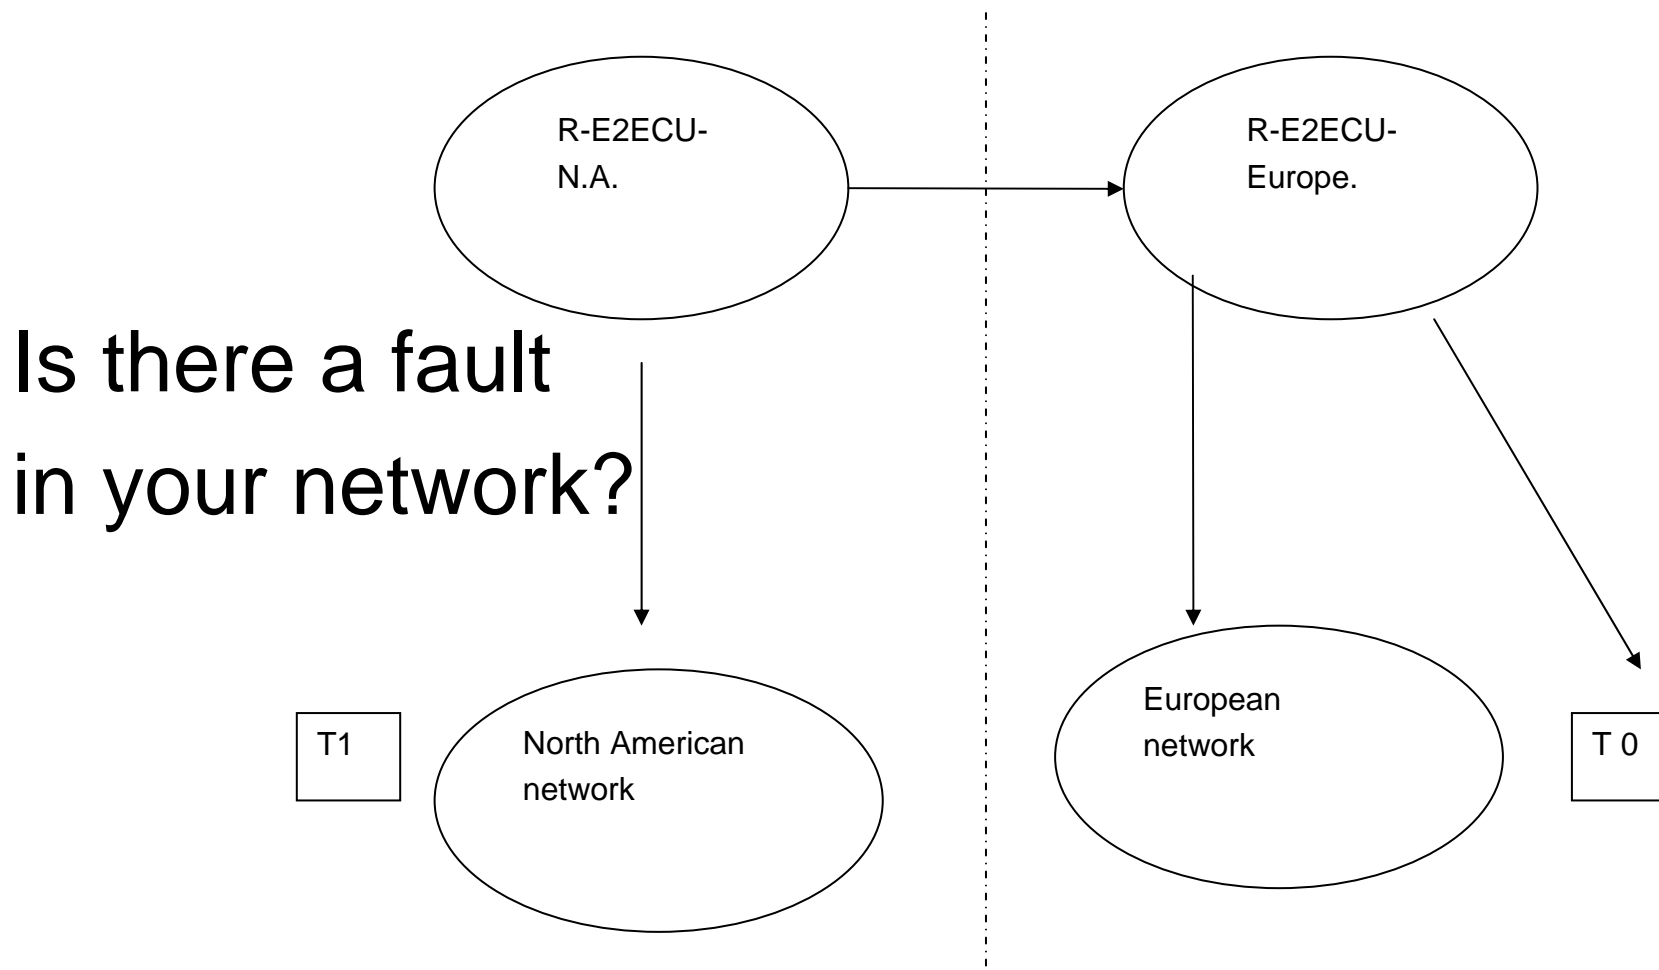 R-E2ECU-
N.A.
R-E2ECU-
Europe.
Is there a fault
in your network?
T1
North American
network
European
network
T 0